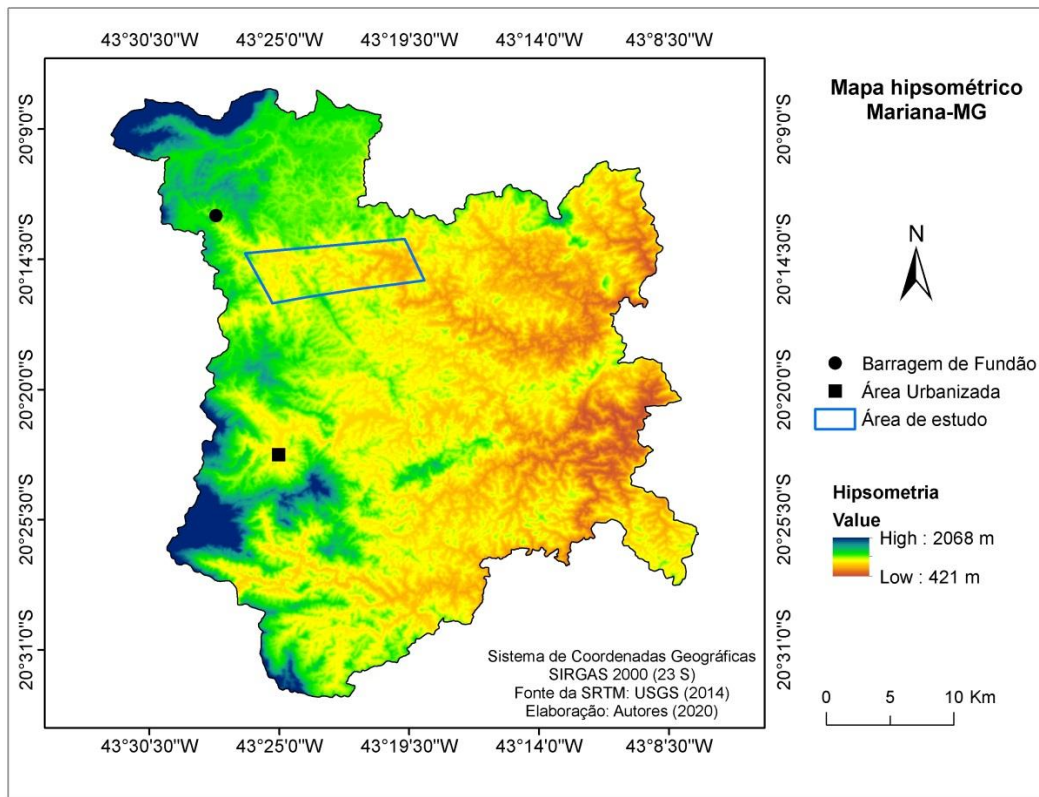 43°30'30"W 43°25'0"W 43°19'30"W 43°14'0"W 43°8'30"W
20°9'0"S
20°14'30"S
20°20'0"S
20°25'30"S
20°31'0"S
Sistema de Coordenadas Geográficas
SIRGAS 2000 (23 S)
Fonte da SRTM: USGS (2014)
Elaboração: Autores (2020)
20°9'0"S
20°14'30"S
20°20'0"S
20°25'30"S
20°31'0"S
43°30'30"W 43°25'0"W 43°19'30"W 43°14'0"W 43°8'30"W
Mapa hipsométrico
Mariana-MG
N
Barragem de Fundão
Área Urbanizada
Área de estudo
Hipsometria
Value
High : 2068 m
Low : 421 m
0 5 10 Km